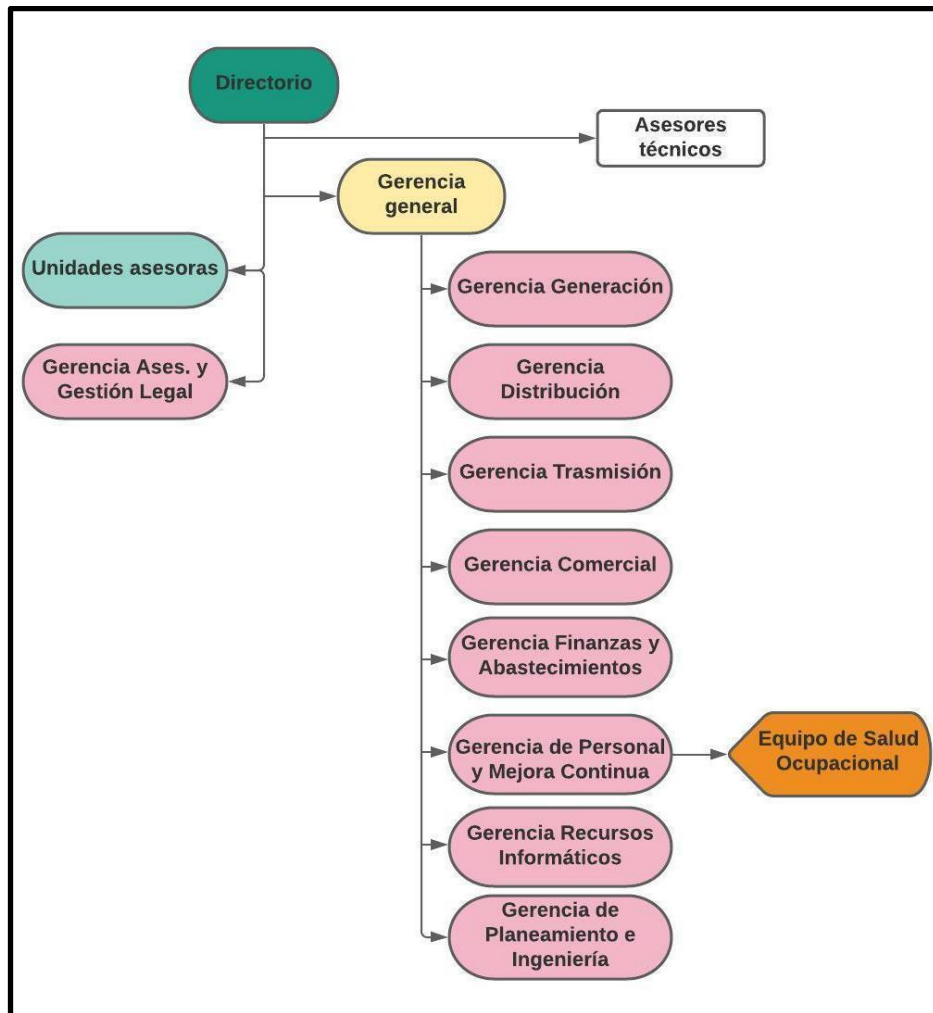 Directorio
Asesores
técnicos
Gerencia
general
Unidades asesoras
Gerencia Generación
Gerencia Ases. y
Gestión Legal
Gerencia
Distribución
Gerencia Trasmisión
Gerencia Comercial
Gerencia Finanzas y
Abastecimientos
Gerencia de Personal
y Mejora Continua
Equipo de Salud
Ocupacional
Gerencia Recursos
Informáticos
Gerencia de
Planeamiento e
Ingeniería